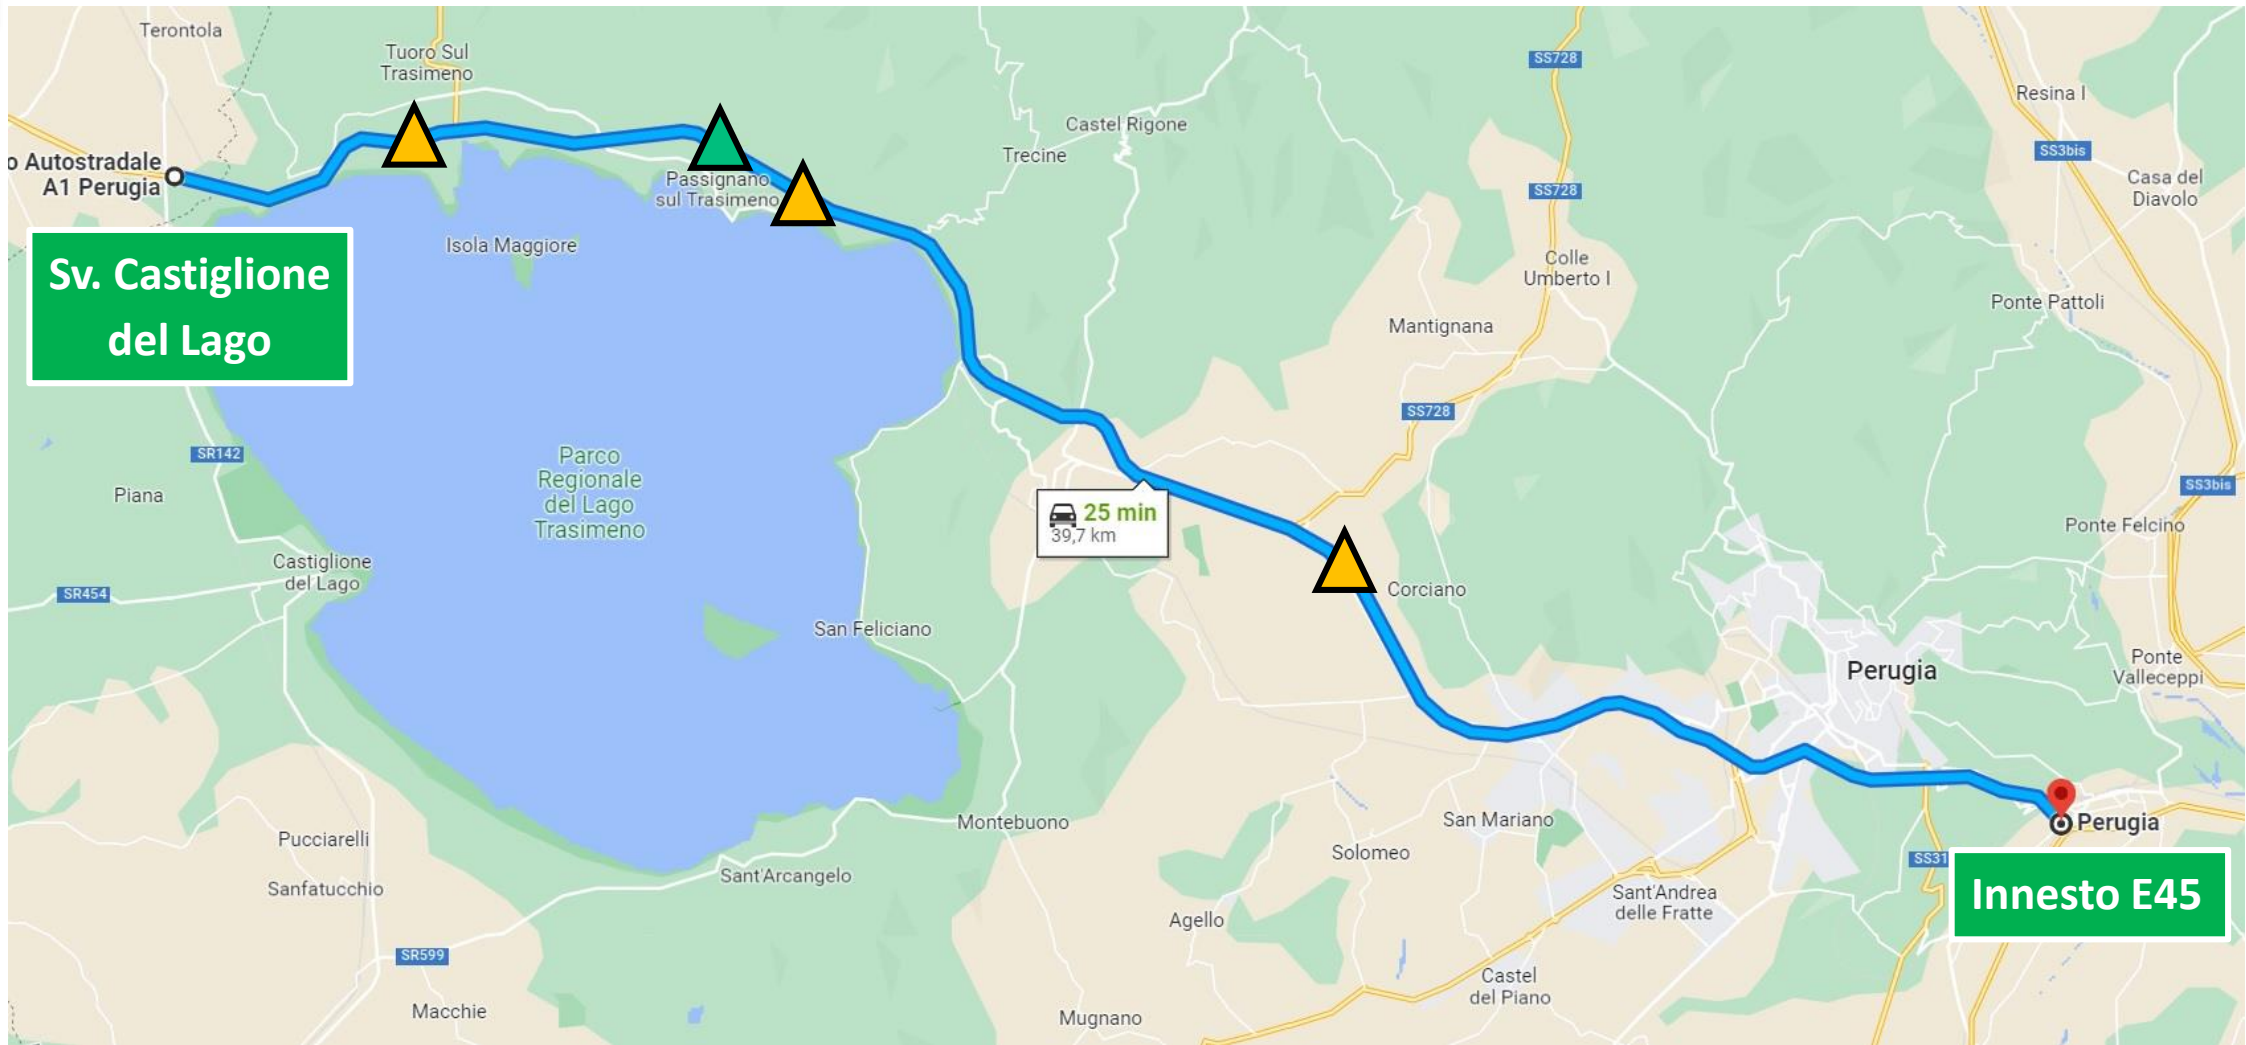 Terontola
Tuoro Sul
Trasimeno
SS728
Resina I
Castel Rigone
Trecine
SS3bis
o Autostradale
A1 Perugia
Passignano
sul Trasimeno
SS728
Casa del
Diavolo
Isola Maggiore
Sv. Castiglione
del Lago
Colle
Umberto I
Ponte Pattoli
Mantignana
SS728
SR142
Parco
Regionale
del Lago
Trasimeno
Piana
25 min
39,7 km
SS3bis
Ponte Felcino
Castiglione
del Lago
SR454
Corciano
San Feliciano
Perugia
Ponte
Valleceppi
Pucciarelli
Montebuono
San Mariano
Perugia
Solomeo
SS31
Sant'Arcangelo
Sanfatucchio
Sant'Andrea
delle Fratte
Innesto E45
Agello
SR599
Castel
del Piano
Macchie
Mugnano